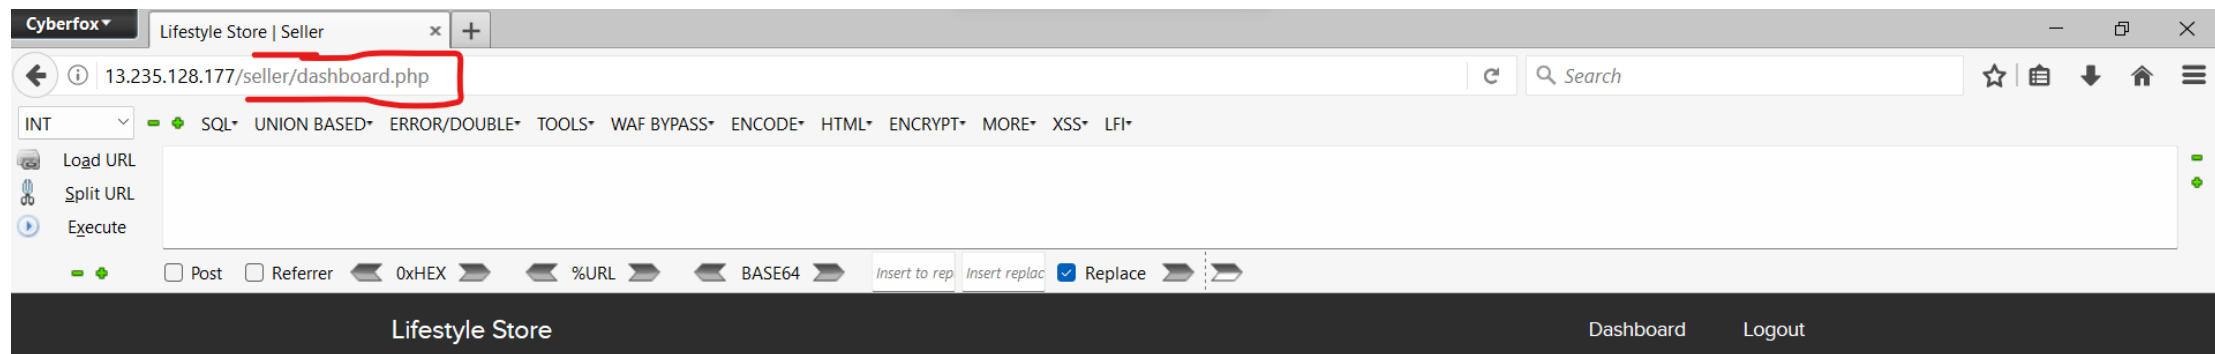 Cyberfox
Lifestyle Store | Seller
13.235.128.177/seller/dashboard.php
Search
INT SQL UNION BASED ERROR/DOUBLE TOOLS WAF BYPASS ENCODE HTML ENCRYPT MORE XSS LFI
Load URL
Split URL
Execute
Post Referrer 0xHEX %URL BASE64 Insert to rep Insert replac Replace
Lifestyle Store Dashboard Logout